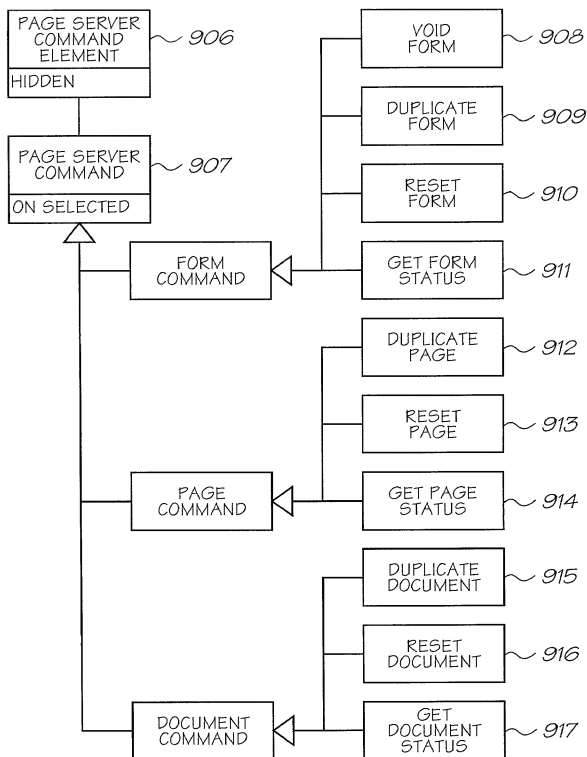 PAGE SERVER
COMMAND
ELEMENT
HIDDEN
906
PAGE SERVER
COMMAND
ON SELECTED
907
FORM
COMMAND
VOID
FORM
908
DUPLICATE
FORM
909
RESET
FORM
910
GET FORM
STATUS
911
PAGE
COMMAND
DUPLICATE
PAGE
912
RESET
PAGE
913
GET PAGE
STATUS
914
DOCUMENT
COMMAND
DUPLICATE
DOCUMENT
915
RESET
DOCUMENT
916
GET
DOCUMENT
STATUS
917